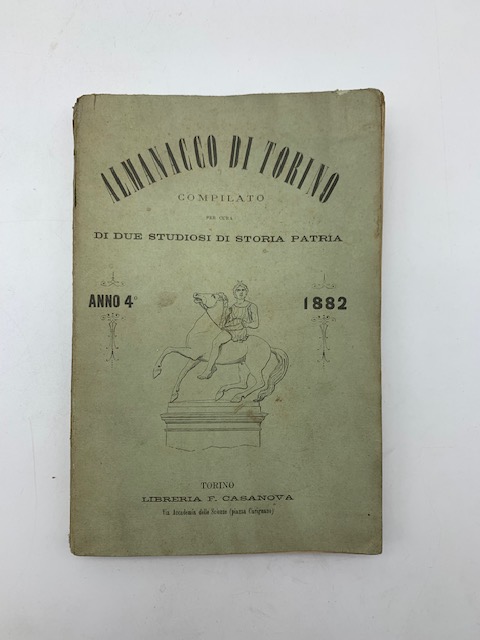 ALMANACCO DI TORINO
COMPILATO
PER CURA
DI DUE STUDIOSI DI STORIA PATRIA
ANNO 4° 1882
TORINO
LIBRERIA F. CASANOVA
Via Accademia delle Scienze (piazza Carignano)